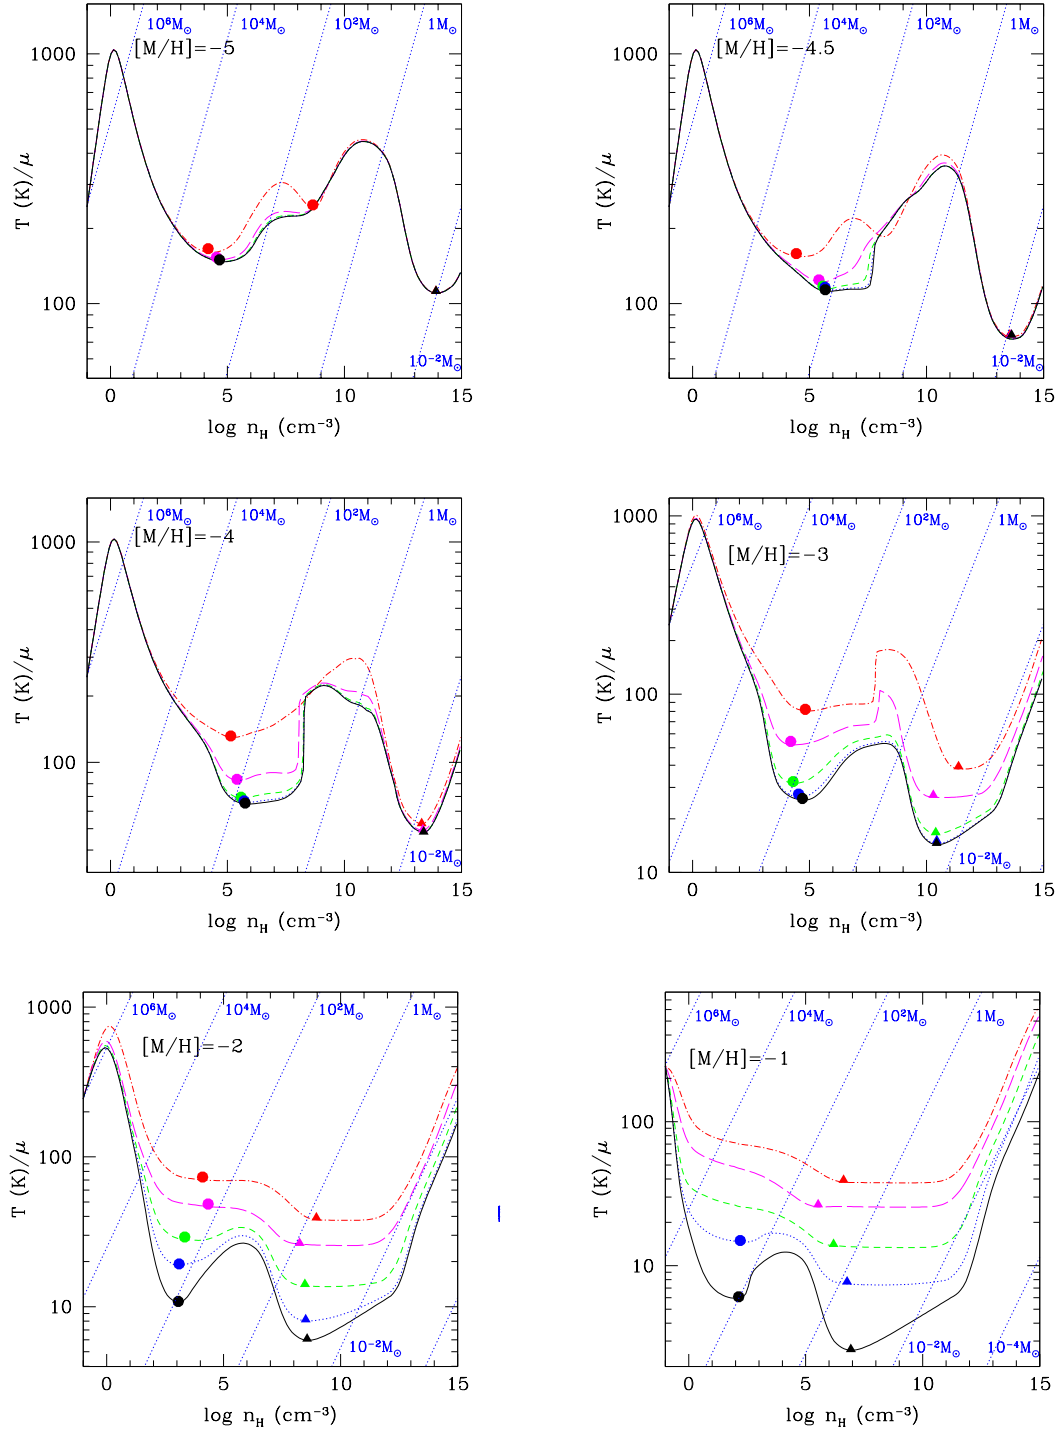 10⁶M⊙ 10⁴M⊙ 10²M⊙ 1M⊙
[M/H]=−5
1000
T (K)/μ
100
10⁻²M⊙
0 5 10 15
log n_H (cm⁻³)
10⁶M⊙ 10⁴M⊙ 10²M⊙ 1M⊙
[M/H]=−4.5
1000
T (K)/μ
100
10⁻²M⊙
0 5 10 15
log n_H (cm⁻³)
10⁶M⊙ 10⁴M⊙ 10²M⊙ 1M⊙
[M/H]=−4
1000
T (K)/μ
100
10⁻²M⊙
0 5 10 15
log n_H (cm⁻³)
10⁶M⊙ 10⁴M⊙ 10²M⊙ 1M⊙
[M/H]=−3
1000
T (K)/μ
100
10⁻²M⊙
10
0 5 10 15
log n_H (cm⁻³)
10⁶M⊙ 10⁴M⊙ 10²M⊙ 1M⊙
[M/H]=−2
1000
T (K)/μ
100
10
10⁻²M⊙
0 5 10 15
log n_H (cm⁻³)
10⁶M⊙ 10⁴M⊙ 10²M⊙ 1M⊙
[M/H]=−1
T (K)/μ
100
10
10⁻²M⊙ 10⁻⁴M⊙
0 5 10 15
log n_H (cm⁻³)